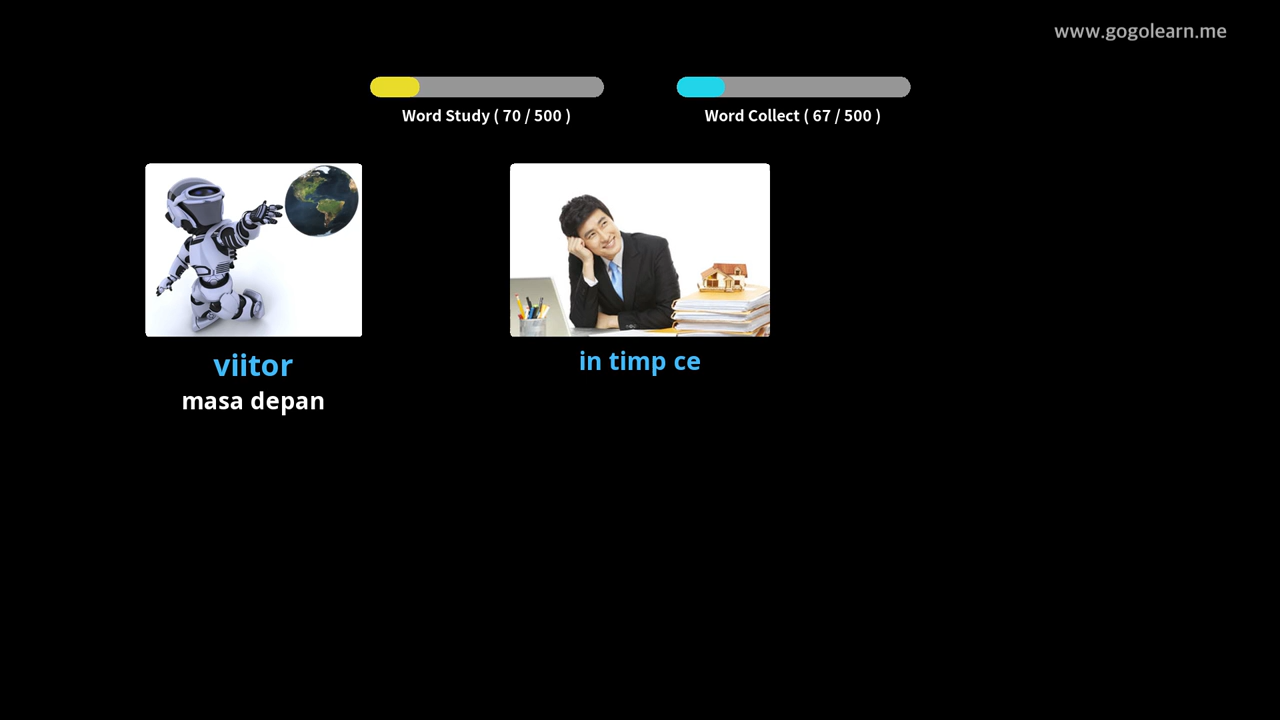 www.gogolearn.me
Word Study ( 70 / 500 )
Word Collect ( 67 / 500 )
viitor
masa depan
in timp ce